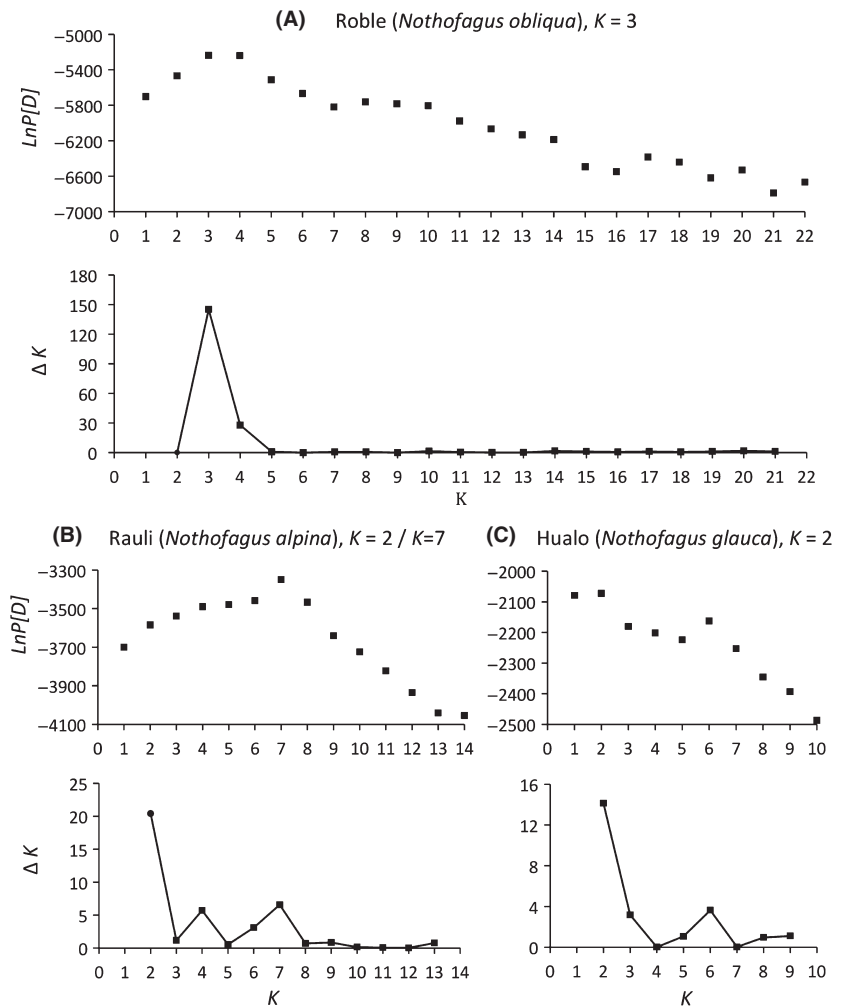 (A) Roble (Nothofagus obliqua), K = 3
LnP[D]
−5000
−5400
−5800
−6200
−6600
−7000
0 1 2 3 4 5 6 7 8 9 10 11 12 13 14 15 16 17 18 19 20 21 22
Δ K
180
150
120
90
60
30
0
0 1 2 3 4 5 6 7 8 9 10 11 12 13 14 15 16 17 18 19 20 21 22
K
(B) Rauli (Nothofagus alpina), K = 2 / K=7
LnP[D]
−3300
−3500
−3700
−3900
−4100
0 1 2 3 4 5 6 7 8 9 10 11 12 13 14
Δ K
25
20
15
10
5
0
0 1 2 3 4 5 6 7 8 9 10 11 12 13 14
K
(C) Hualo (Nothofagus glauca), K = 2
−2000
−2100
−2200
−2300
−2400
−2500
0 1 2 3 4 5 6 7 8 9 10
16
12
8
4
0
0 1 2 3 4 5 6 7 8 9 10
K